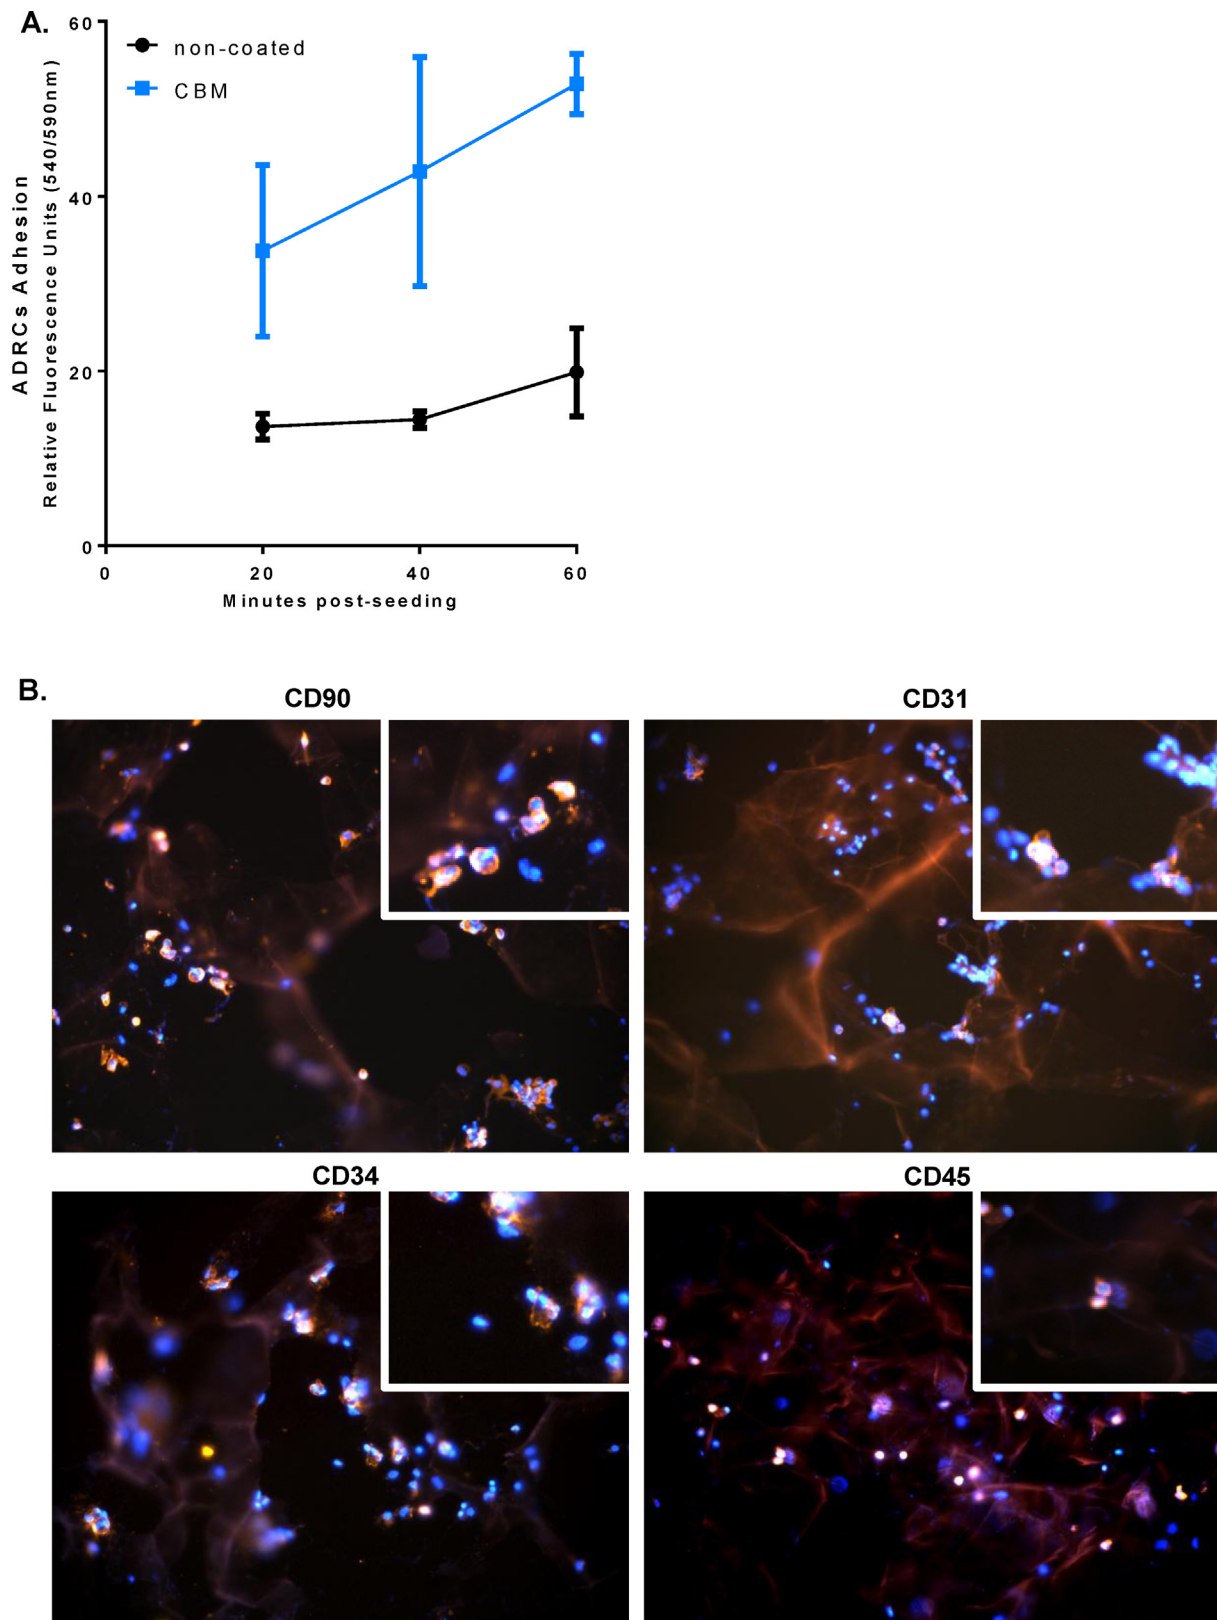 A.
60
non-coated
CBM
40
20
0
ADRCs Adhesion
Relative Fluorescence Units (540/590nm)
0 20 40 60
Minutes post-seeding
B.
CD90 CD31
CD34 CD45